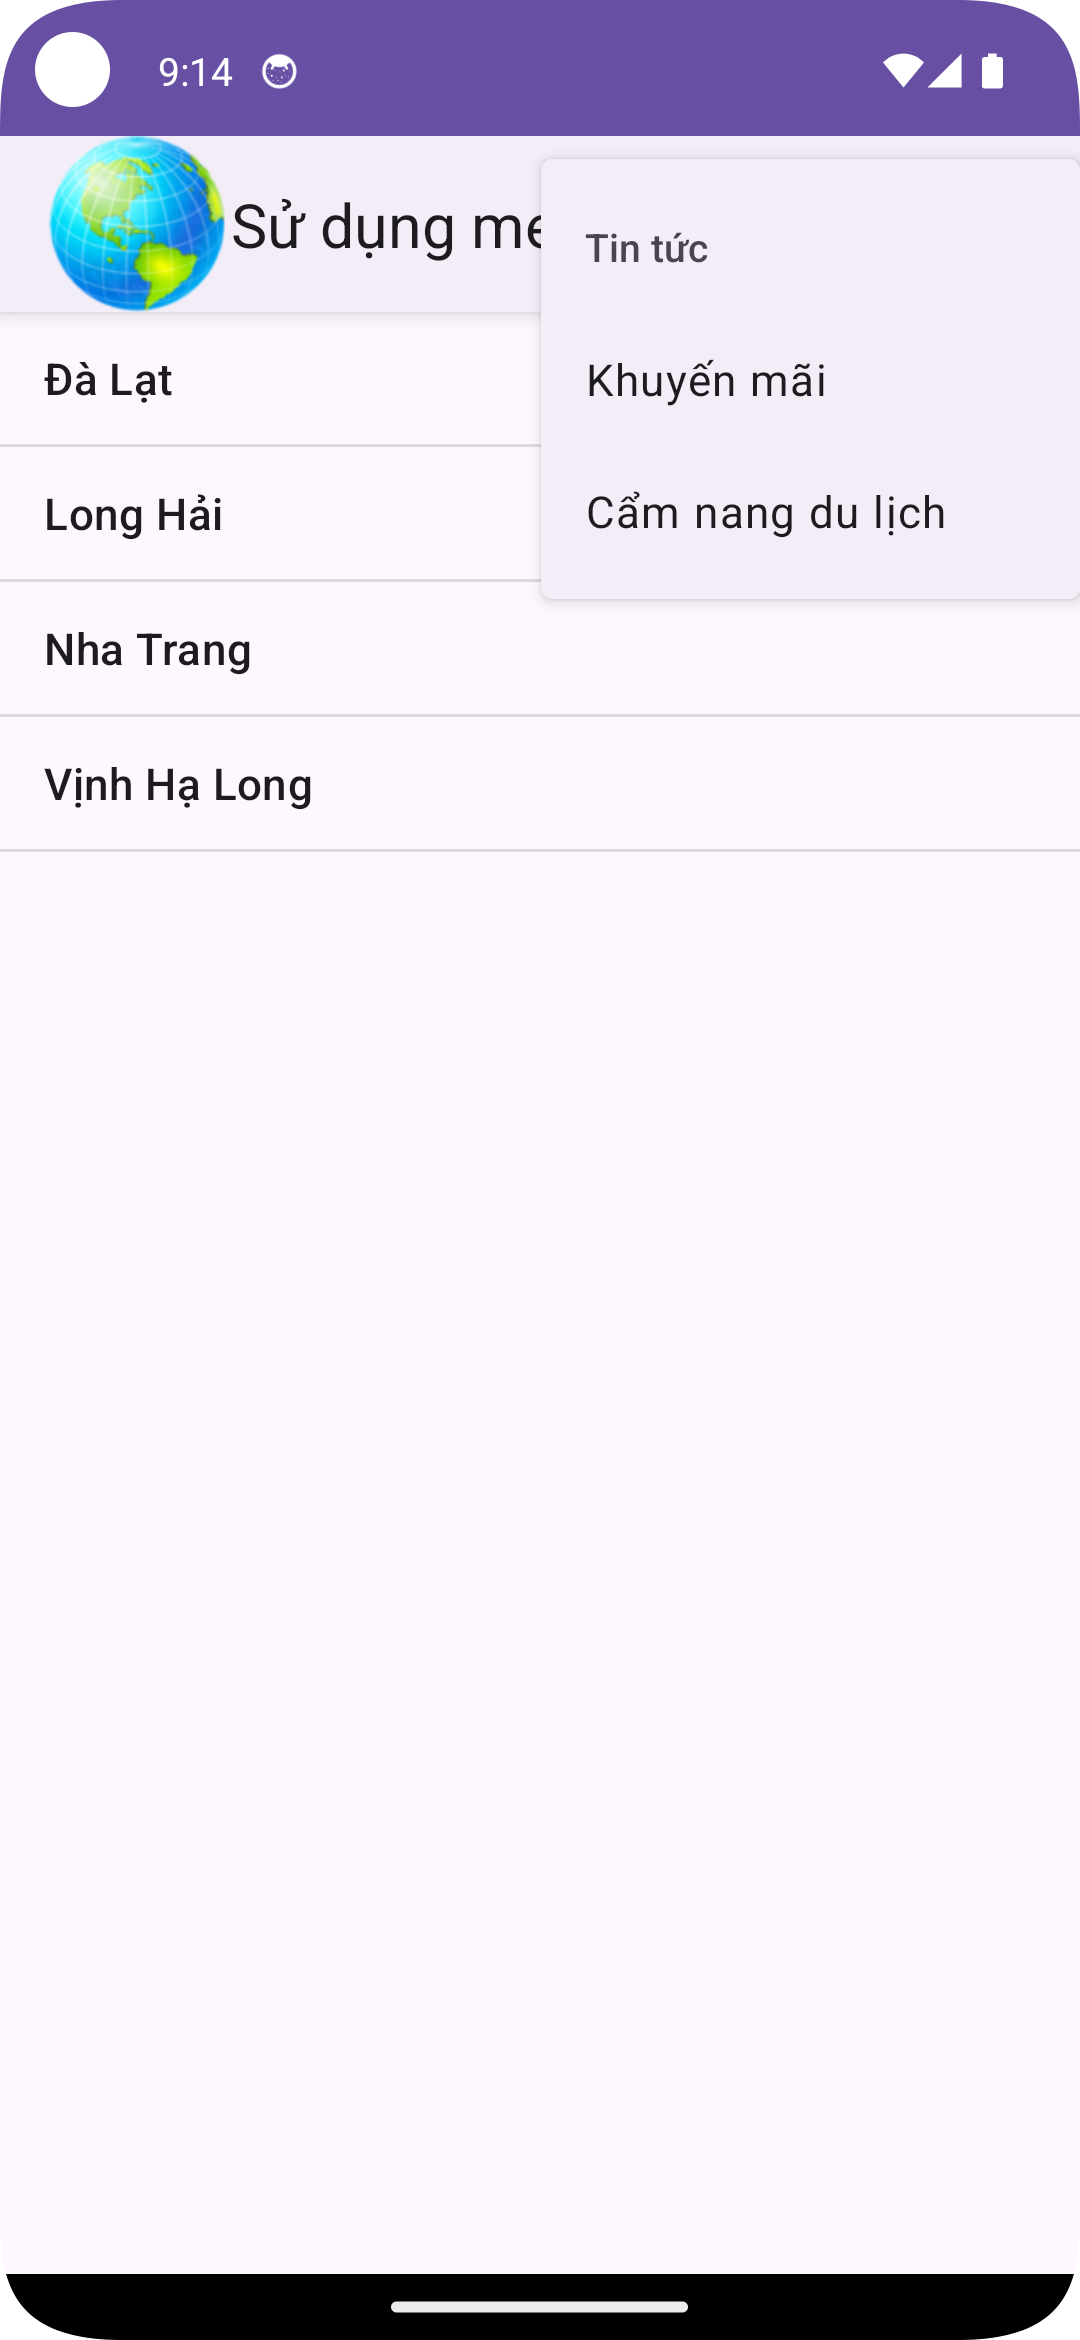 9:14
Sử dụng me
Tin tức
Khuyến mãi
Cẩm nang du lịch
Đà Lạt
Long Hải
Nha Trang
Vịnh Hạ Long